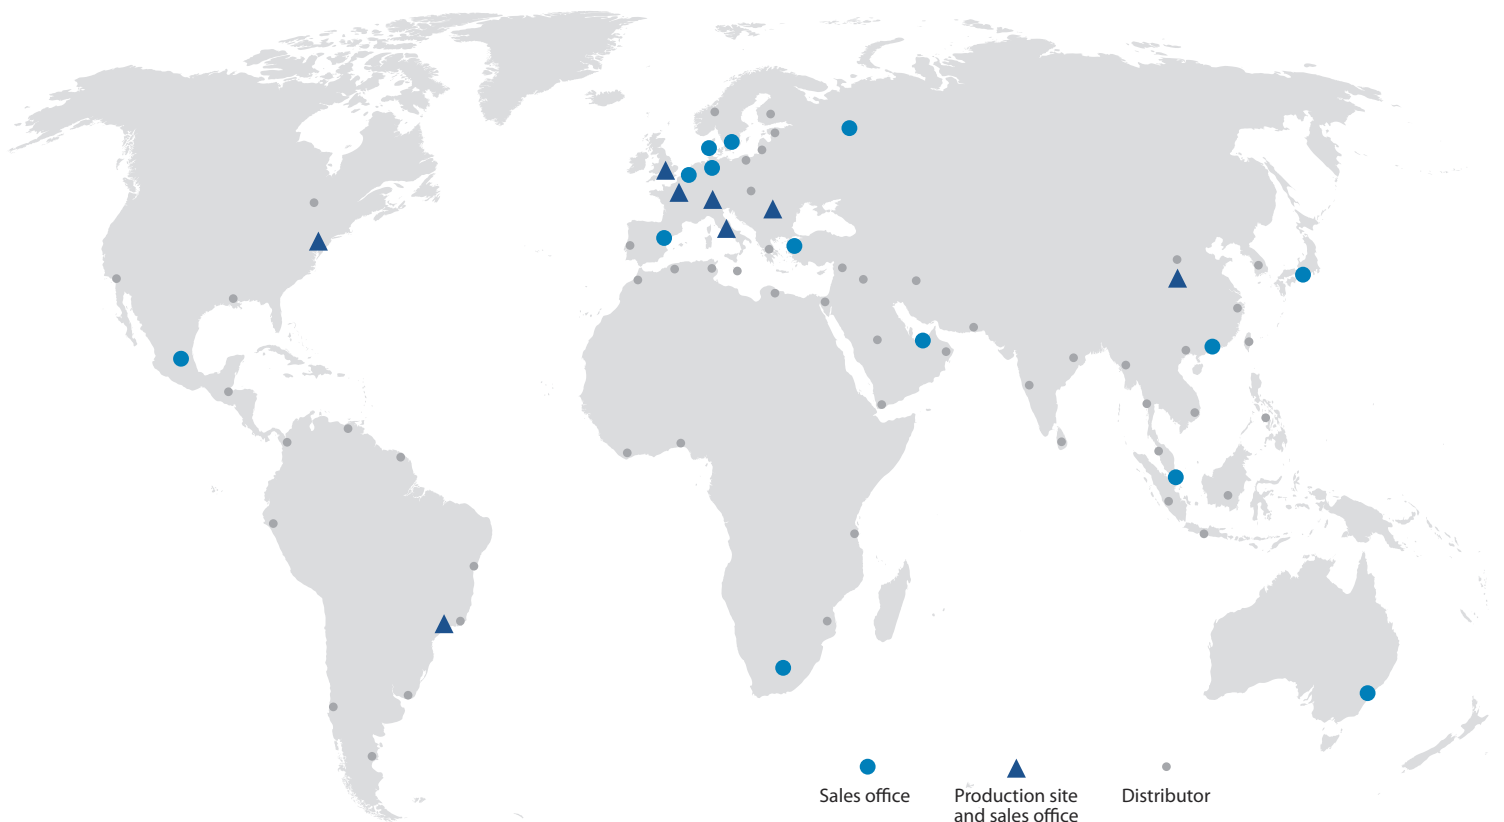 Sales office
Production site
and sales office
Distributor